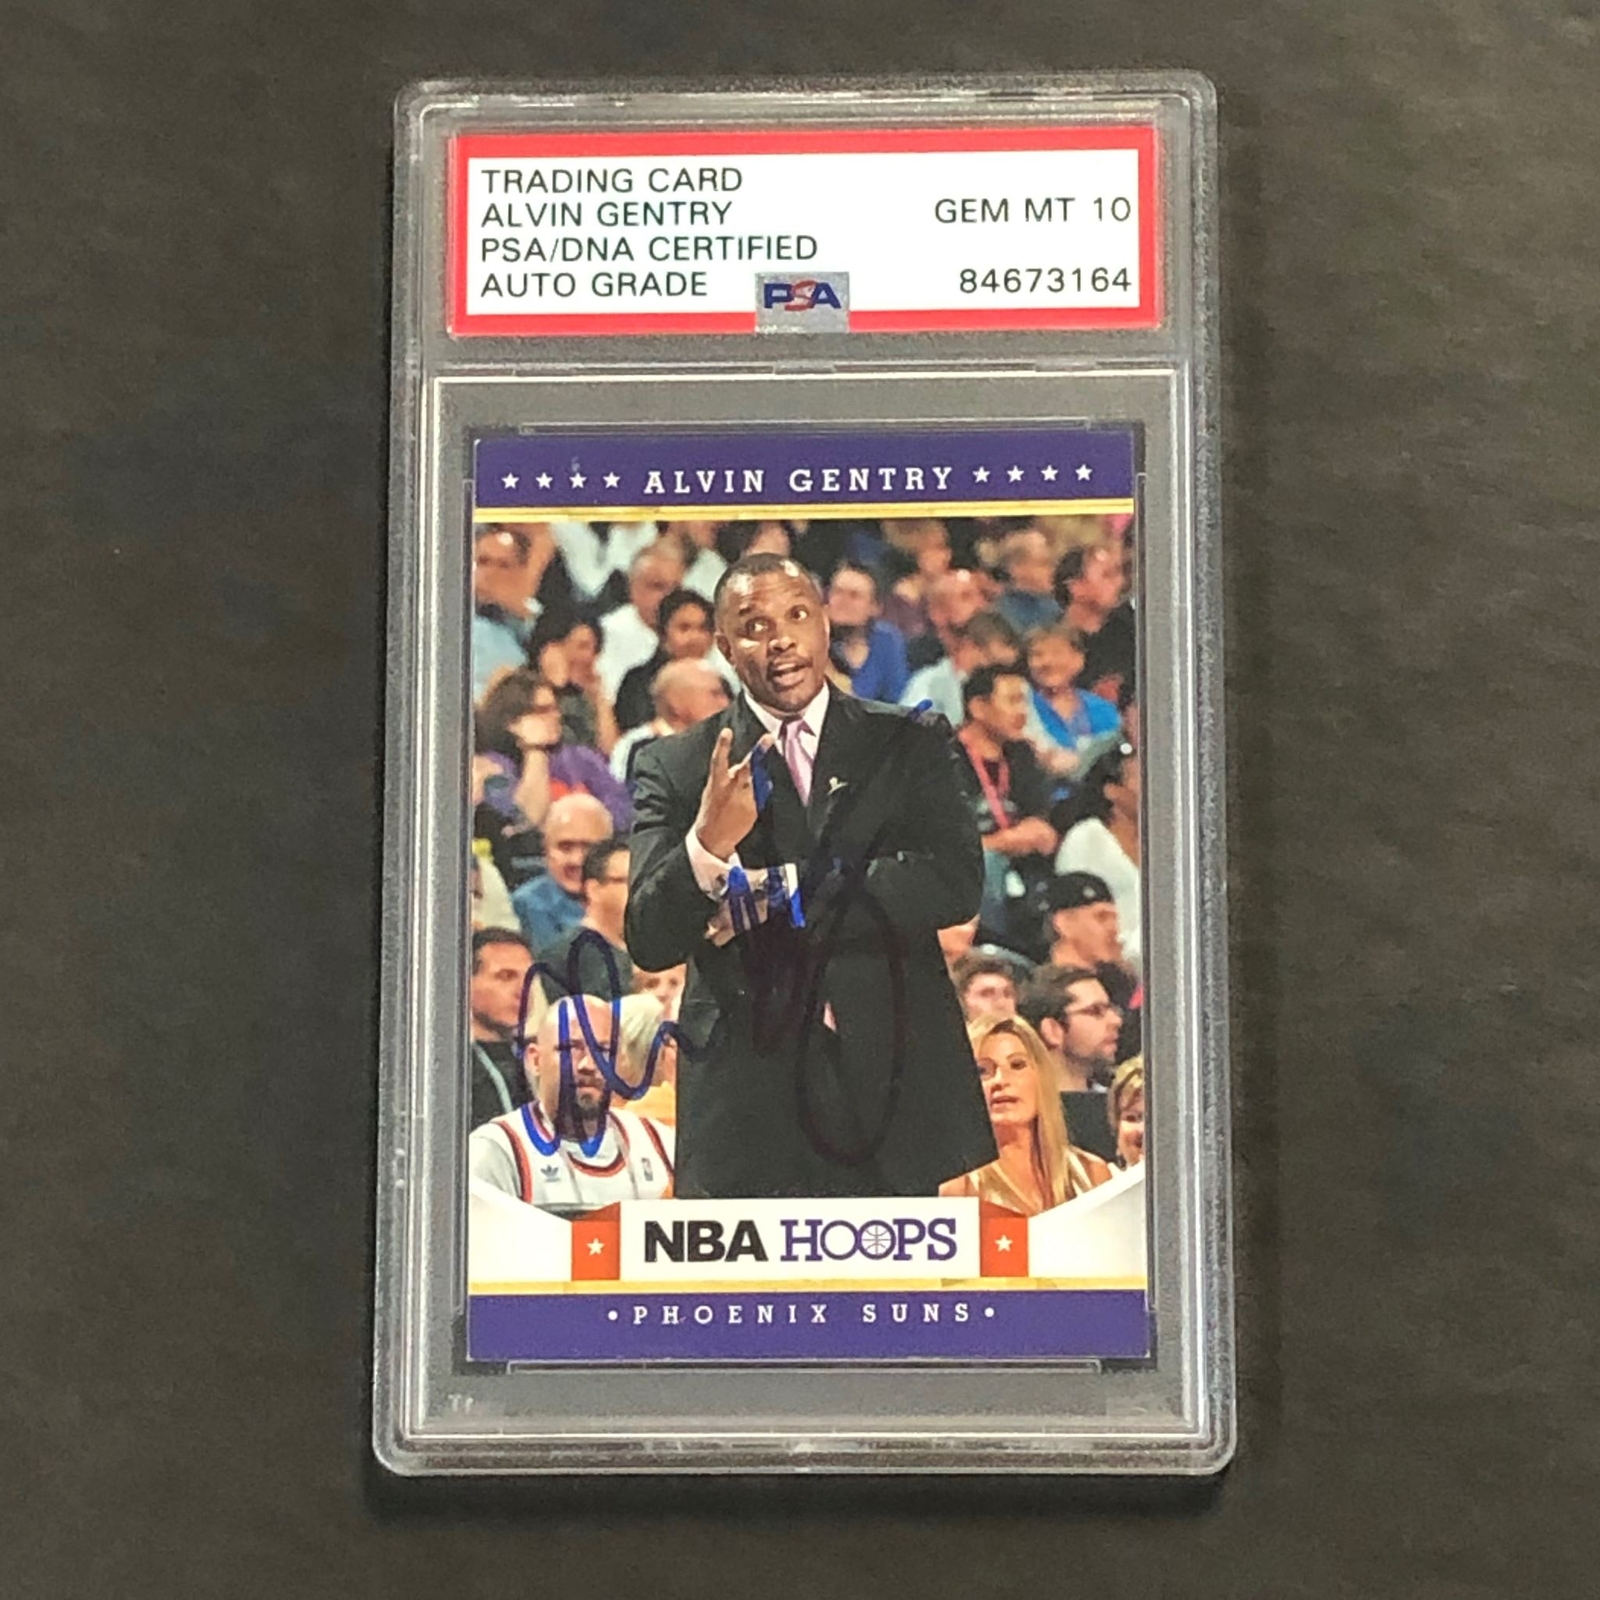 TRADING CARD
ALVIN GENTRY
PSA/DNA CERTIFIED
AUTO GRADE
GEM MT 10
84673164
PSA
★ ★ ★ ★ ALVIN GENTRY ★ ★ ★ ★
NBA HOOPS
• PHOENIX SUNS •